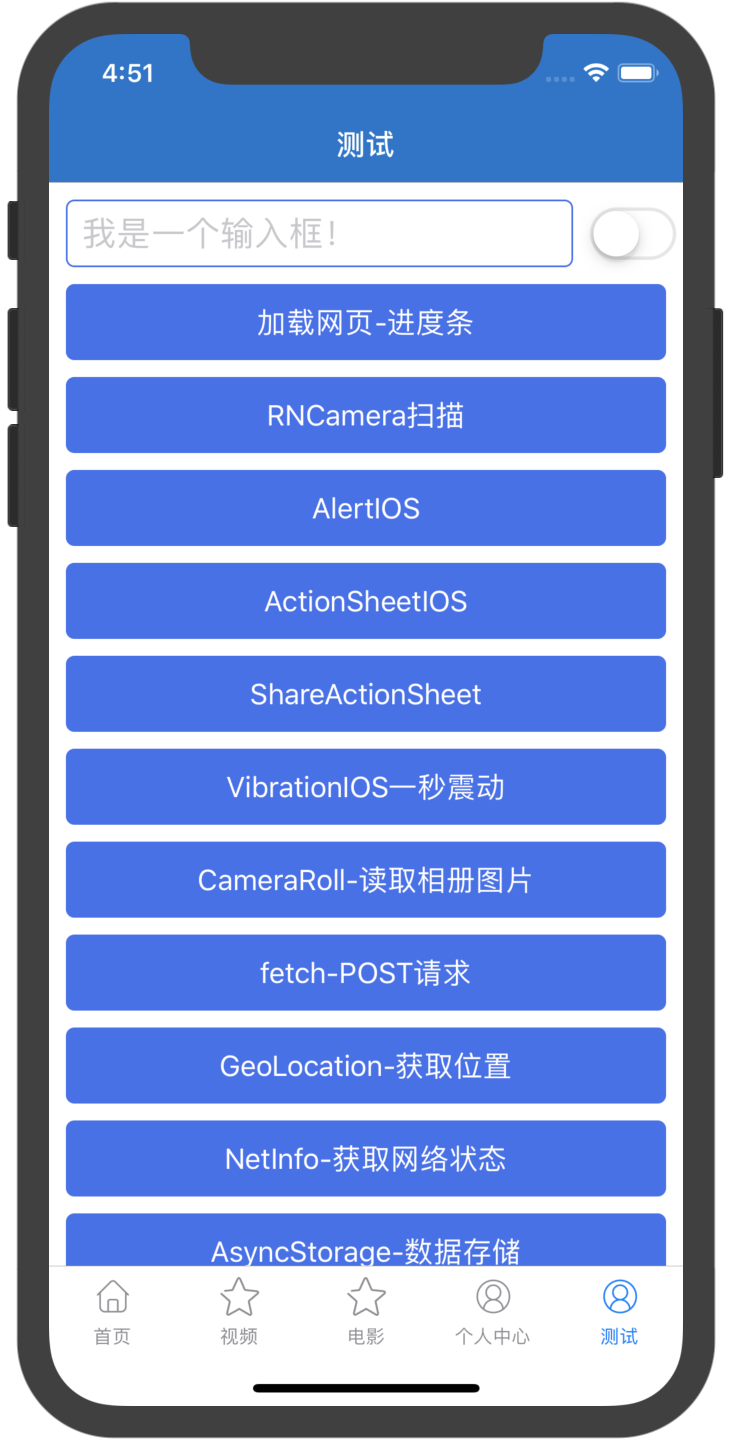 4:51
测试
我是一个输入框！
加载网页-进度条
RNCamera扫描
AlertIOS
ActionSheetIOS
ShareActionSheet
VibrationIOS一秒震动
CameraRoll-读取相册图片
fetch-POST请求
GeoLocation-获取位置
NetInfo-获取网络状态
AsyncStorage-数据存储
首页 视频 电影 个人中心 测试